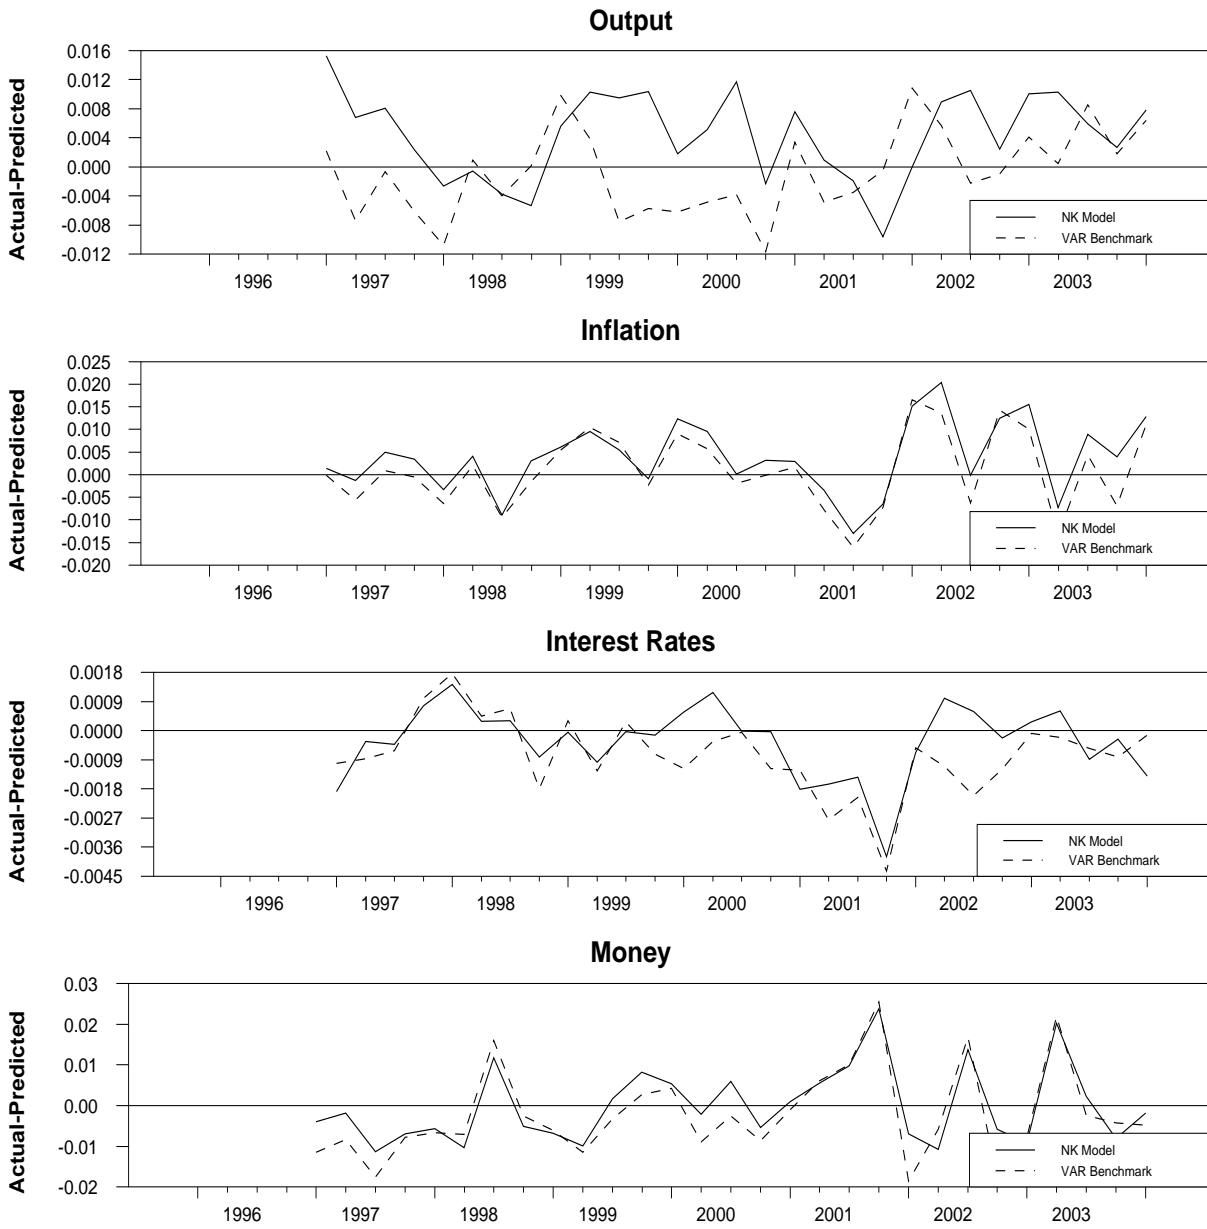 Output
Actual-Predicted
0.016
0.012
0.008
0.004
0.000
-0.004
-0.008
-0.012
NK Model
VAR Benchmark
1996 1997 1998 1999 2000 2001 2002 2003
Inflation
Actual-Predicted
0.025
0.020
0.015
0.010
0.005
0.000
-0.005
-0.010
-0.015
-0.020
NK Model
VAR Benchmark
1996 1997 1998 1999 2000 2001 2002 2003
Interest Rates
Actual-Predicted
0.0018
0.0009
0.0000
-0.0009
-0.0018
-0.0027
-0.0036
-0.0045
NK Model
VAR Benchmark
1996 1997 1998 1999 2000 2001 2002 2003
Money
Actual-Predicted
0.03
0.02
0.01
0.00
-0.01
-0.02
NK Model
VAR Benchmark
1996 1997 1998 1999 2000 2001 2002 2003